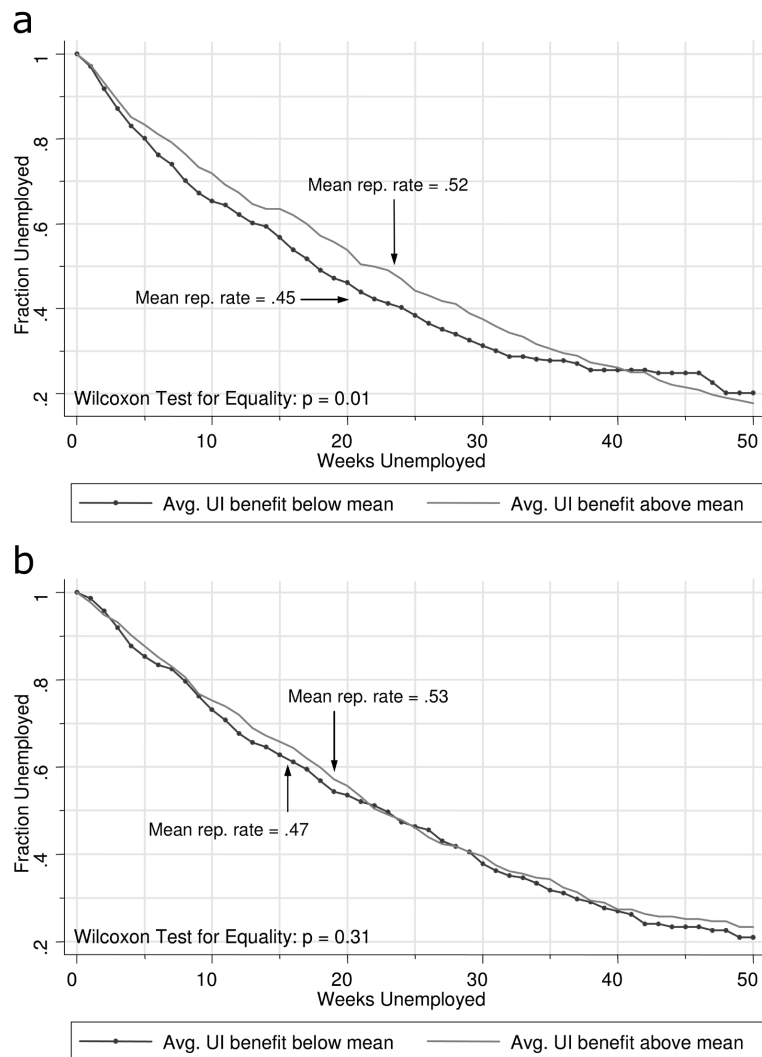 a
1
.8
.6
.4
.2
Fraction Unemployed
Mean rep. rate = .52
Mean rep. rate = .45
Wilcoxon Test for Equality: p = 0.01
0 10 20 30 40 50
Weeks Unemployed
Avg. UI benefit below mean Avg. UI benefit above mean
b
1
.8
.6
.4
.2
Fraction Unemployed
Mean rep. rate = .53
Mean rep. rate = .47
Wilcoxon Test for Equality: p = 0.31
0 10 20 30 40 50
Weeks Unemployed
Avg. UI benefit below mean Avg. UI benefit above mean